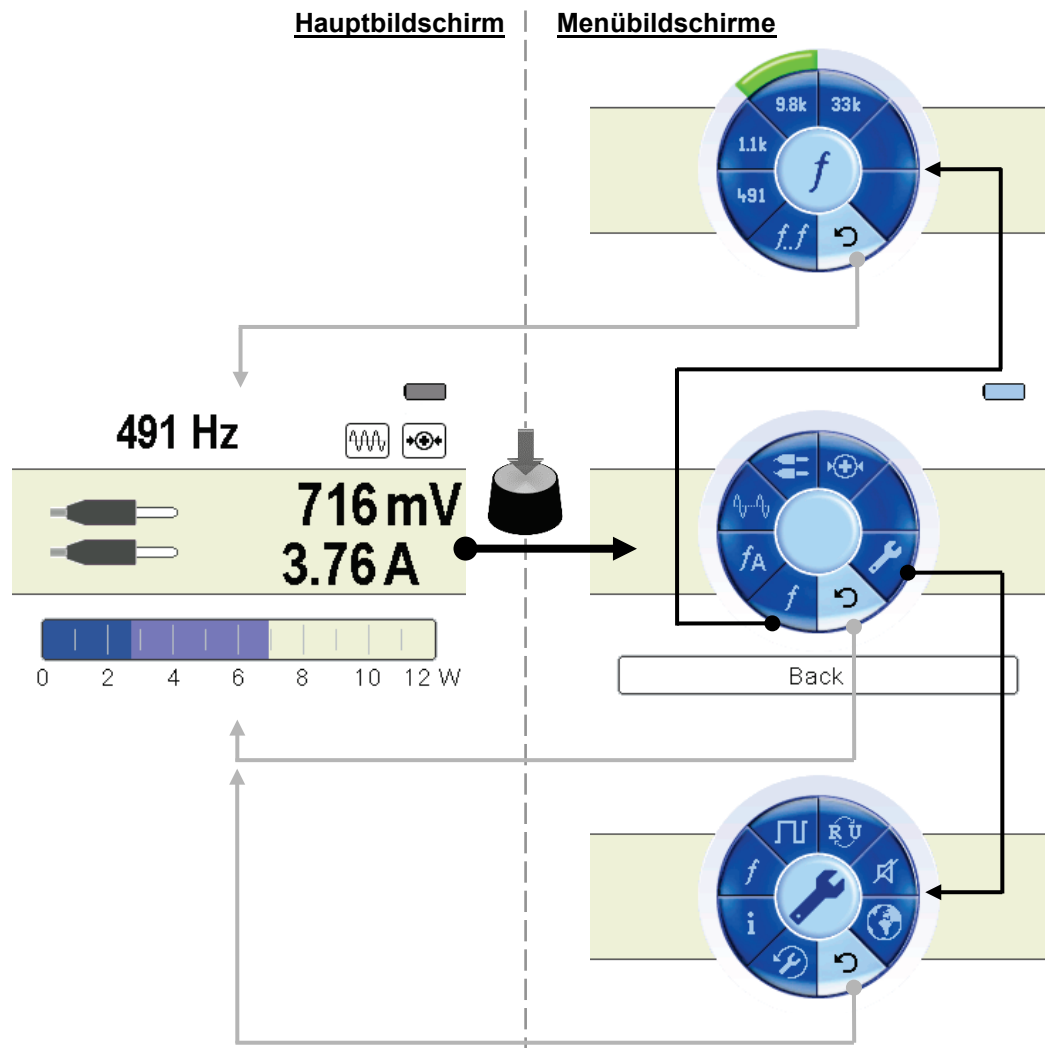 Hauptbildschirm Menübildschirme
9.8k 33k
1.1k
491
f..f
f
491 Hz
716 mV
3.76 A
fA
f
0 2 4 6 8 10 12 W
Back
R U
f
i